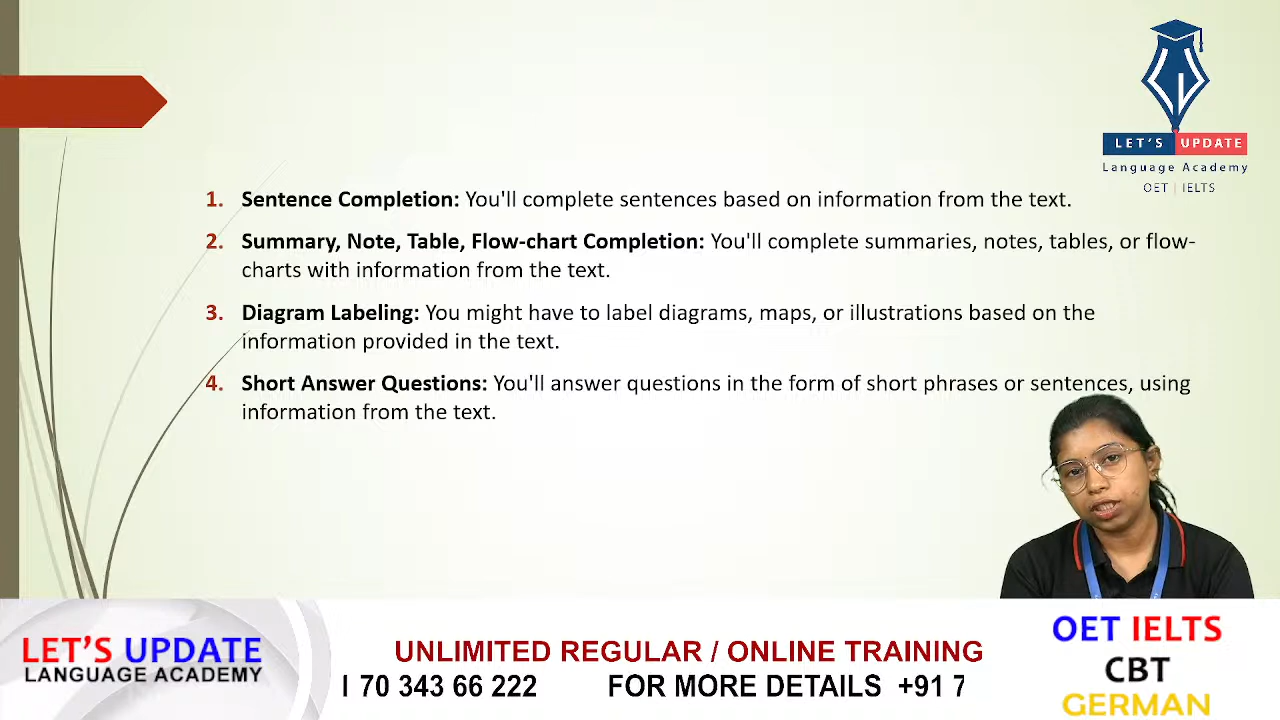 LET'S UPDATE
Language Academy
OET | IELTS
1. Sentence Completion: You'll complete sentences based on information from the text.
2. Summary, Note, Table, Flow-chart Completion: You'll complete summaries, notes, tables, or flow-
charts with information from the text.
3. Diagram Labeling: You might have to label diagrams, maps, or illustrations based on the
information provided in the text.
4. Short Answer Questions: You'll answer questions in the form of short phrases or sentences, using
information from the text.
LET'S UPDATE
LANGUAGE ACADEMY
UNLIMITED REGULAR / ONLINE TRAINING
70 343 66 222 FOR MORE DETAILS +91 7
OET IELTS
CBT
GERMAN